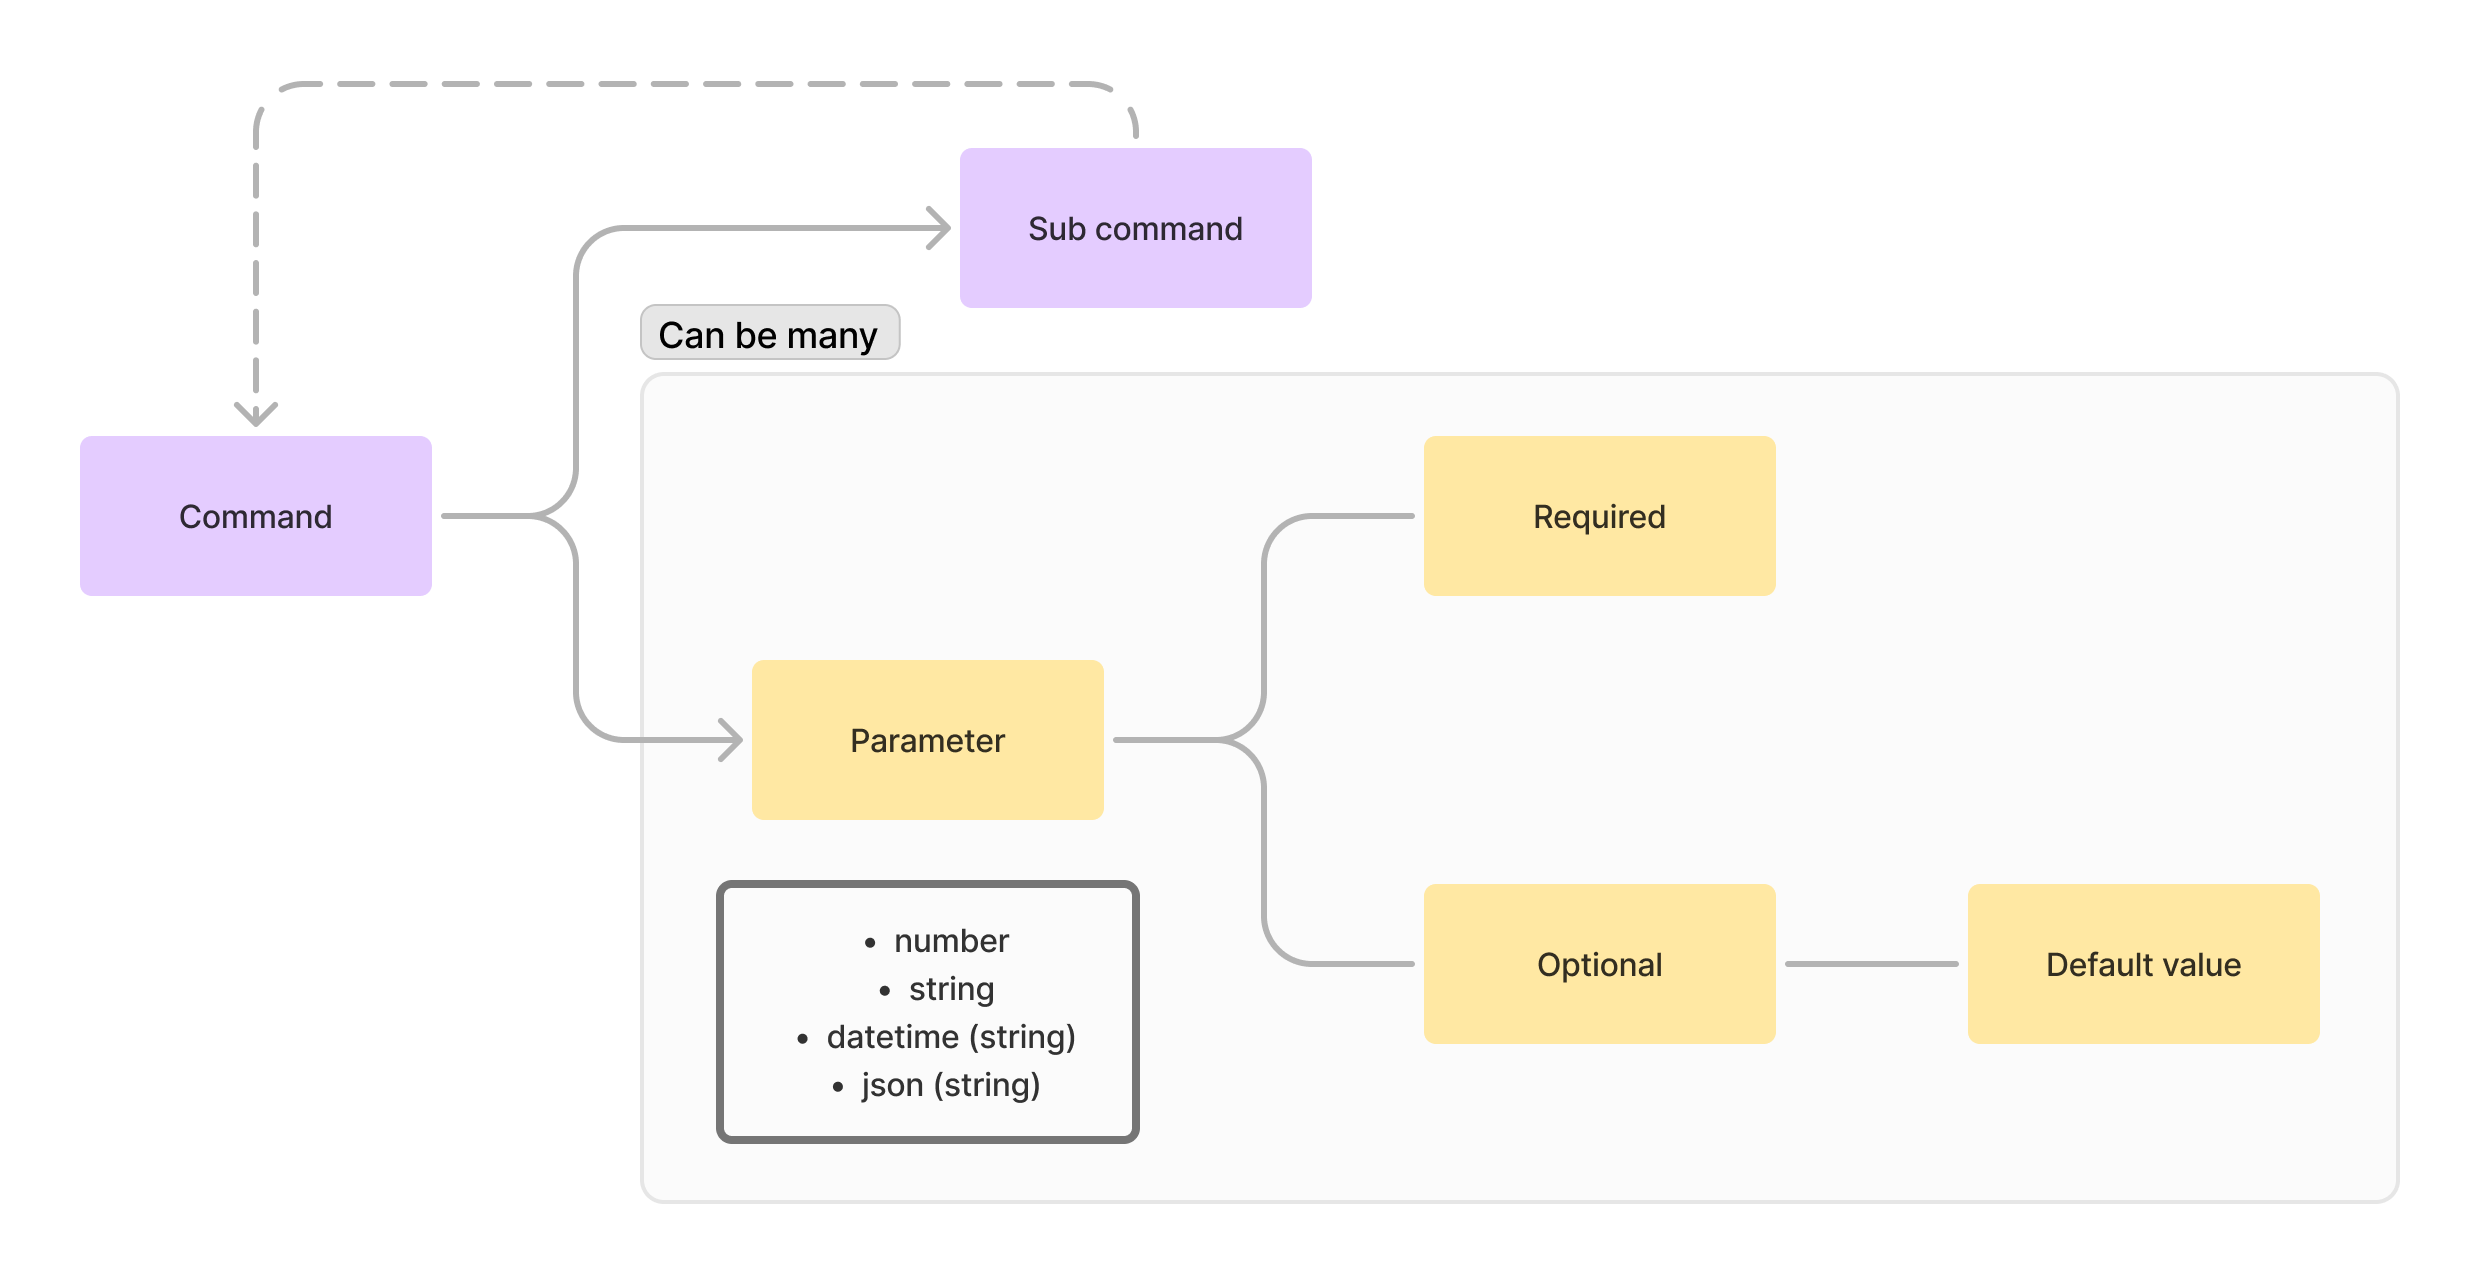 Sub command
Can be many
Command
Required
Parameter
• number
• string
• datetime (string)
• json (string)
Optional
Default value